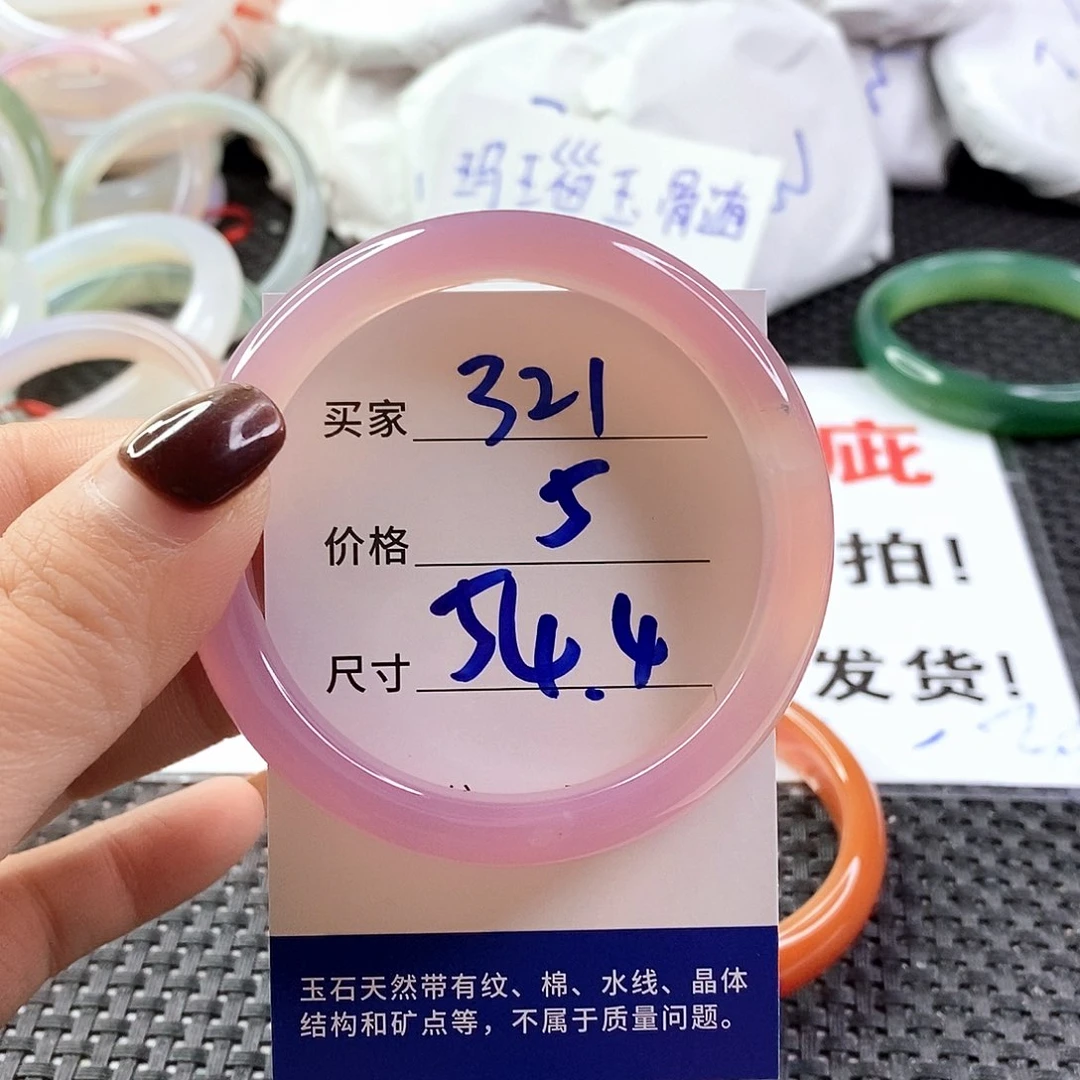 玛瑙玉骨髓
买家 321
价格 5
尺寸 54.4
疵
拍！
发货！
玉石天然带有纹、棉、水线、晶体
结构和矿点等，不属于质量问题。